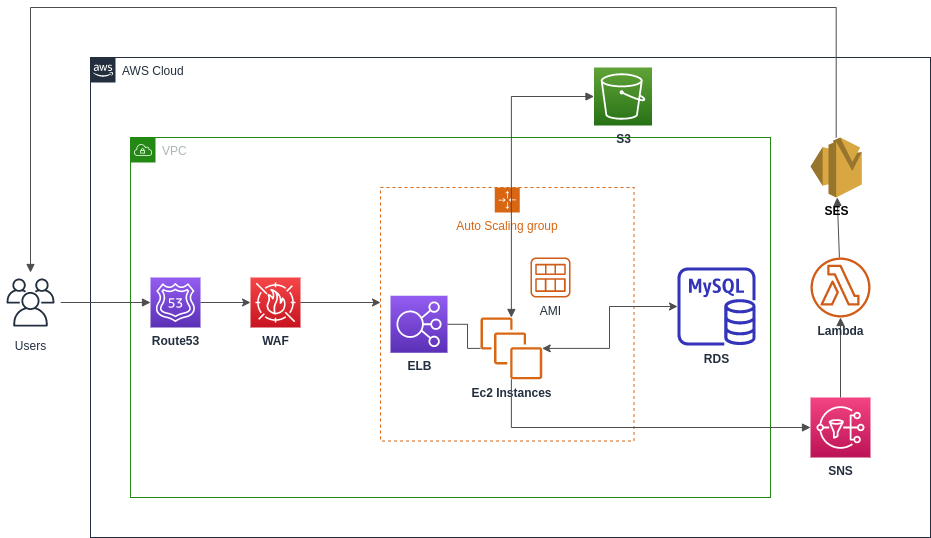 aws
AWS Cloud
S3
VPC
SES
Auto Scaling group
53
MySQL
AMI
Users
Route53
WAF
ELB
RDS
Lambda
Ec2 Instances
SNS